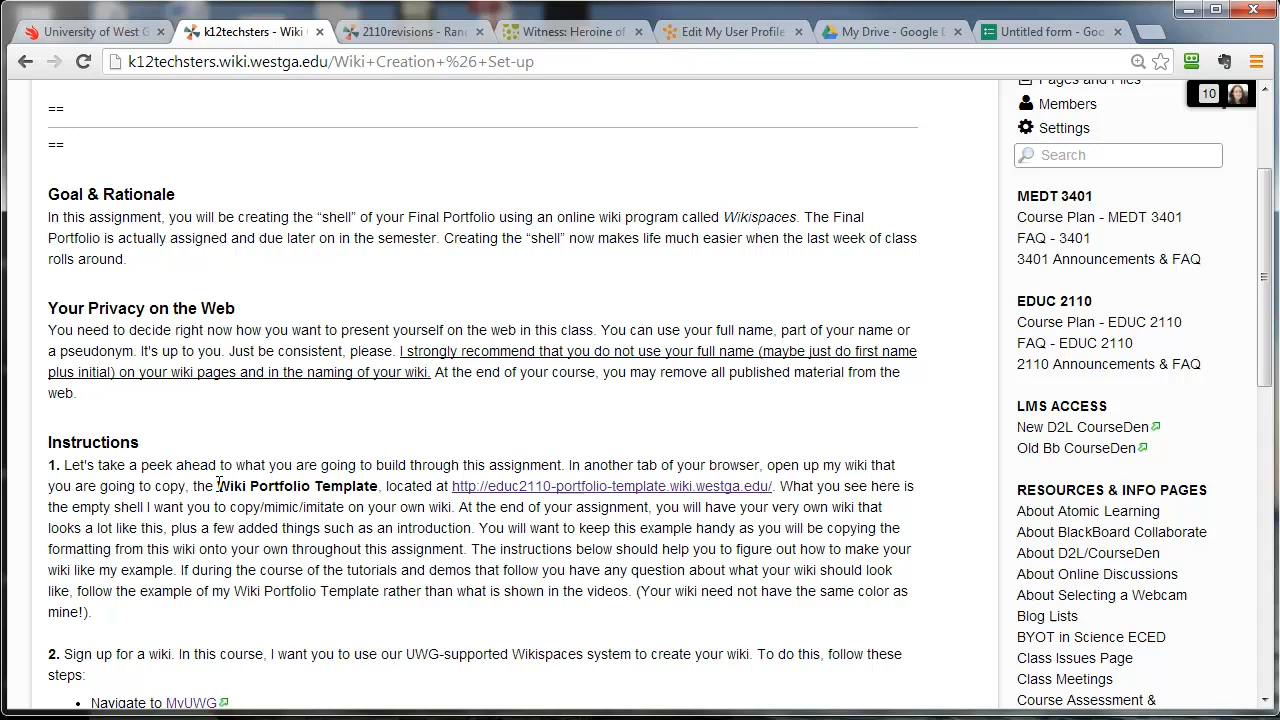 University of West G
k12techsters - Wiki
2110revisions - Ran
Witness: Heroine of
Edit My User Profile
My Drive - Google
Untitled form - Goo
k12techsters.wiki.westga.edu/Wiki+Creation+%26+Set-up
==
==
Goal & Rationale
In this assignment, you will be creating the “shell” of your Final Portfolio using an online wiki program called Wikispaces. The Final
Portfolio is actually assigned and due later on in the semester. Creating the “shell” now makes life much easier when the last week of class
rolls around.
Your Privacy on the Web
You need to decide right now how you want to present yourself on the web in this class. You can use your full name, part of your name or
a pseudonym. It's up to you. Just be consistent, please. I strongly recommend that you do not use your full name (maybe just do first name
plus initial) on your wiki pages and in the naming of your wiki. At the end of your course, you may remove all published material from the
web.
Instructions
1. Let's take a peek ahead to what you are going to build through this assignment. In another tab of your browser, open up my wiki that
you are going to copy, the Wiki Portfolio Template, located at http://educ2110-portfolio-template.wiki.westga.edu/. What you see here is
the empty shell I want you to copy/mimic/imitate on your own wiki. At the end of your assignment, you will have your very own wiki that
looks a lot like this, plus a few added things such as an introduction. You will want to keep this example handy as you will be copying the
formatting from this wiki onto your own throughout this assignment. The instructions below should help you to figure out how to make your
wiki like my example. If during the course of the tutorials and demos that follow you have any question about what your wiki should look
like, follow the example of my Wiki Portfolio Template rather than what is shown in the videos. (Your wiki need not have the same color as
mine!).
2. Sign up for a wiki. In this course, I want you to use our UWG-supported Wikispaces system to create your wiki. To do this, follow these
steps:
• Navigate to MyUWG
Pages and Files
10
Members
Settings
Search
MEDT 3401
Course Plan - MEDT 3401
FAQ - 3401
3401 Announcements & FAQ
EDUC 2110
Course Plan - EDUC 2110
FAQ - EDUC 2110
2110 Announcements & FAQ
LMS ACCESS
New D2L CourseDen
Old Bb CourseDen
RESOURCES & INFO PAGES
About Atomic Learning
About BlackBoard Collaborate
About D2L/CourseDen
About Online Discussions
About Selecting a Webcam
Blog Lists
BYOT in Science ECED
Class Issues Page
Class Meetings
Course Assessment &